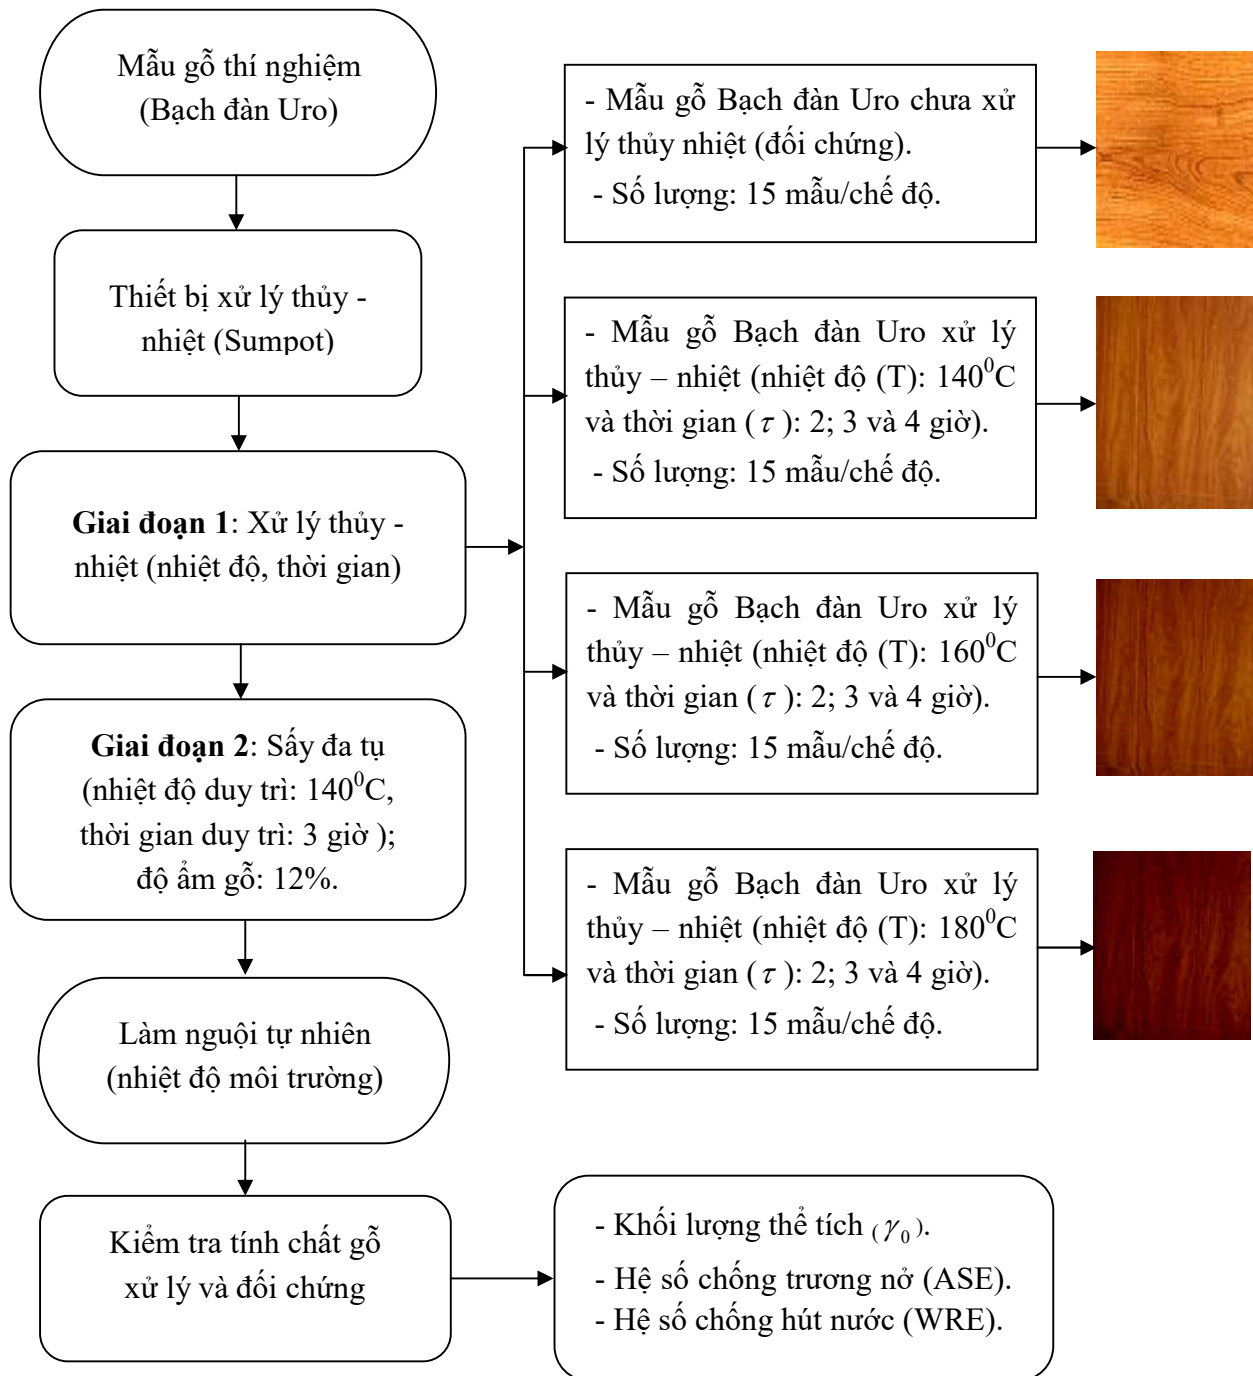 Mẫu gỗ thí nghiệm
(Bạch đàn Uro)
Thiết bị xử lý thủy -
nhiệt (Sumpot)
Giai đoạn 1: Xử lý thủy -
nhiệt (nhiệt độ, thời gian)
Giai đoạn 2: Sấy đa tụ
(nhiệt độ duy trì: 140⁰C,
thời gian duy trì: 3 giờ );
độ ẩm gỗ: 12%.
Làm nguội tự nhiên
(nhiệt độ môi trường)
Kiểm tra tính chất gỗ
xử lý và đối chứng
- Mẫu gỗ Bạch đàn Uro chưa xử
lý thủy nhiệt (đối chứng).
- Số lượng: 15 mẫu/chế độ.
- Mẫu gỗ Bạch đàn Uro xử lý
thủy – nhiệt (nhiệt độ (T): 140⁰C
và thời gian ( τ ): 2; 3 và 4 giờ).
- Số lượng: 15 mẫu/chế độ.
- Mẫu gỗ Bạch đàn Uro xử lý
thủy – nhiệt (nhiệt độ (T): 160⁰C
và thời gian ( τ ): 2; 3 và 4 giờ).
- Số lượng: 15 mẫu/chế độ.
- Mẫu gỗ Bạch đàn Uro xử lý
thủy – nhiệt (nhiệt độ (T): 180⁰C
và thời gian ( τ ): 2; 3 và 4 giờ).
- Số lượng: 15 mẫu/chế độ.
- Khối lượng thể tích (γ₀).
- Hệ số chống trương nở (ASE).
- Hệ số chống hút nước (WRE).